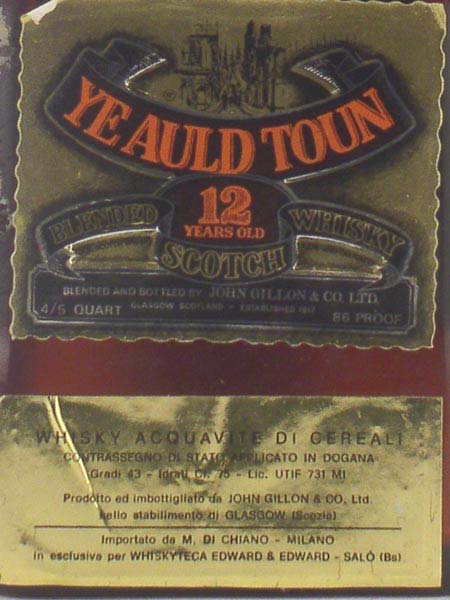 YE AULD TOUN
12
YEARS OLD
BLENDED WHISKY
SCOTCH
BLENDED AND BOTTLED BY JOHN GILLON & CO. LTD.
4/5 QUART GLASGOW SCOTLAND - ESTABLISHED 1817 86 PROOF
WHISKY ACQUAVITE DI CEREALI
CONTRASSEGNO DI STATO APPLICATO IN DOGANA
Gradi 43 - Idrati Cl. 75 - Lic. UTIF 731 MI
Prodotto ed imbottigliato da JOHN GILLON & CO, Ltd.
nello stabilimento di GLASGOW (Scozia)
Importato da M. DI CHIANO - MILANO
in esclusiva per WHISKYTECA EDWARD & EDWARD - SALÒ (Bs)